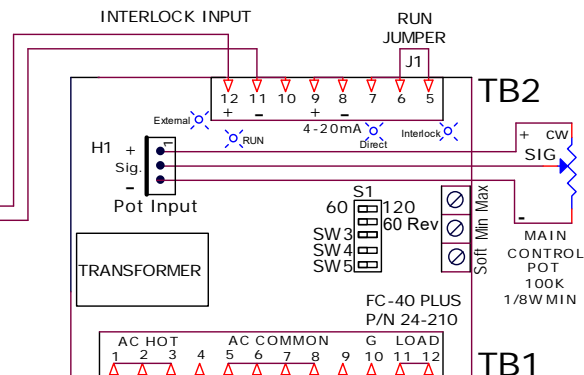 INTERLOCK INPUT
RUN
JUMPER
J1
TB2
12 11 10 9 8 7 6 5
+ - + -
4-20mA
External
RUN
Direct
Interlock
H1
+
1
Sig.
-
Pot Input
+ CW
SIG
-
S1
60 120
60 Rev
SW3
SW4
SW5
Soft Min Max
MAIN
CONTROL
POT
100K
1/8W MIN
TRANSFORMER
FC-40 PLUS
P/N 24-210
AC HOT AC COMMON G LOAD
1 2 3 4 5 6 7 8 9 10 11 12
TB1